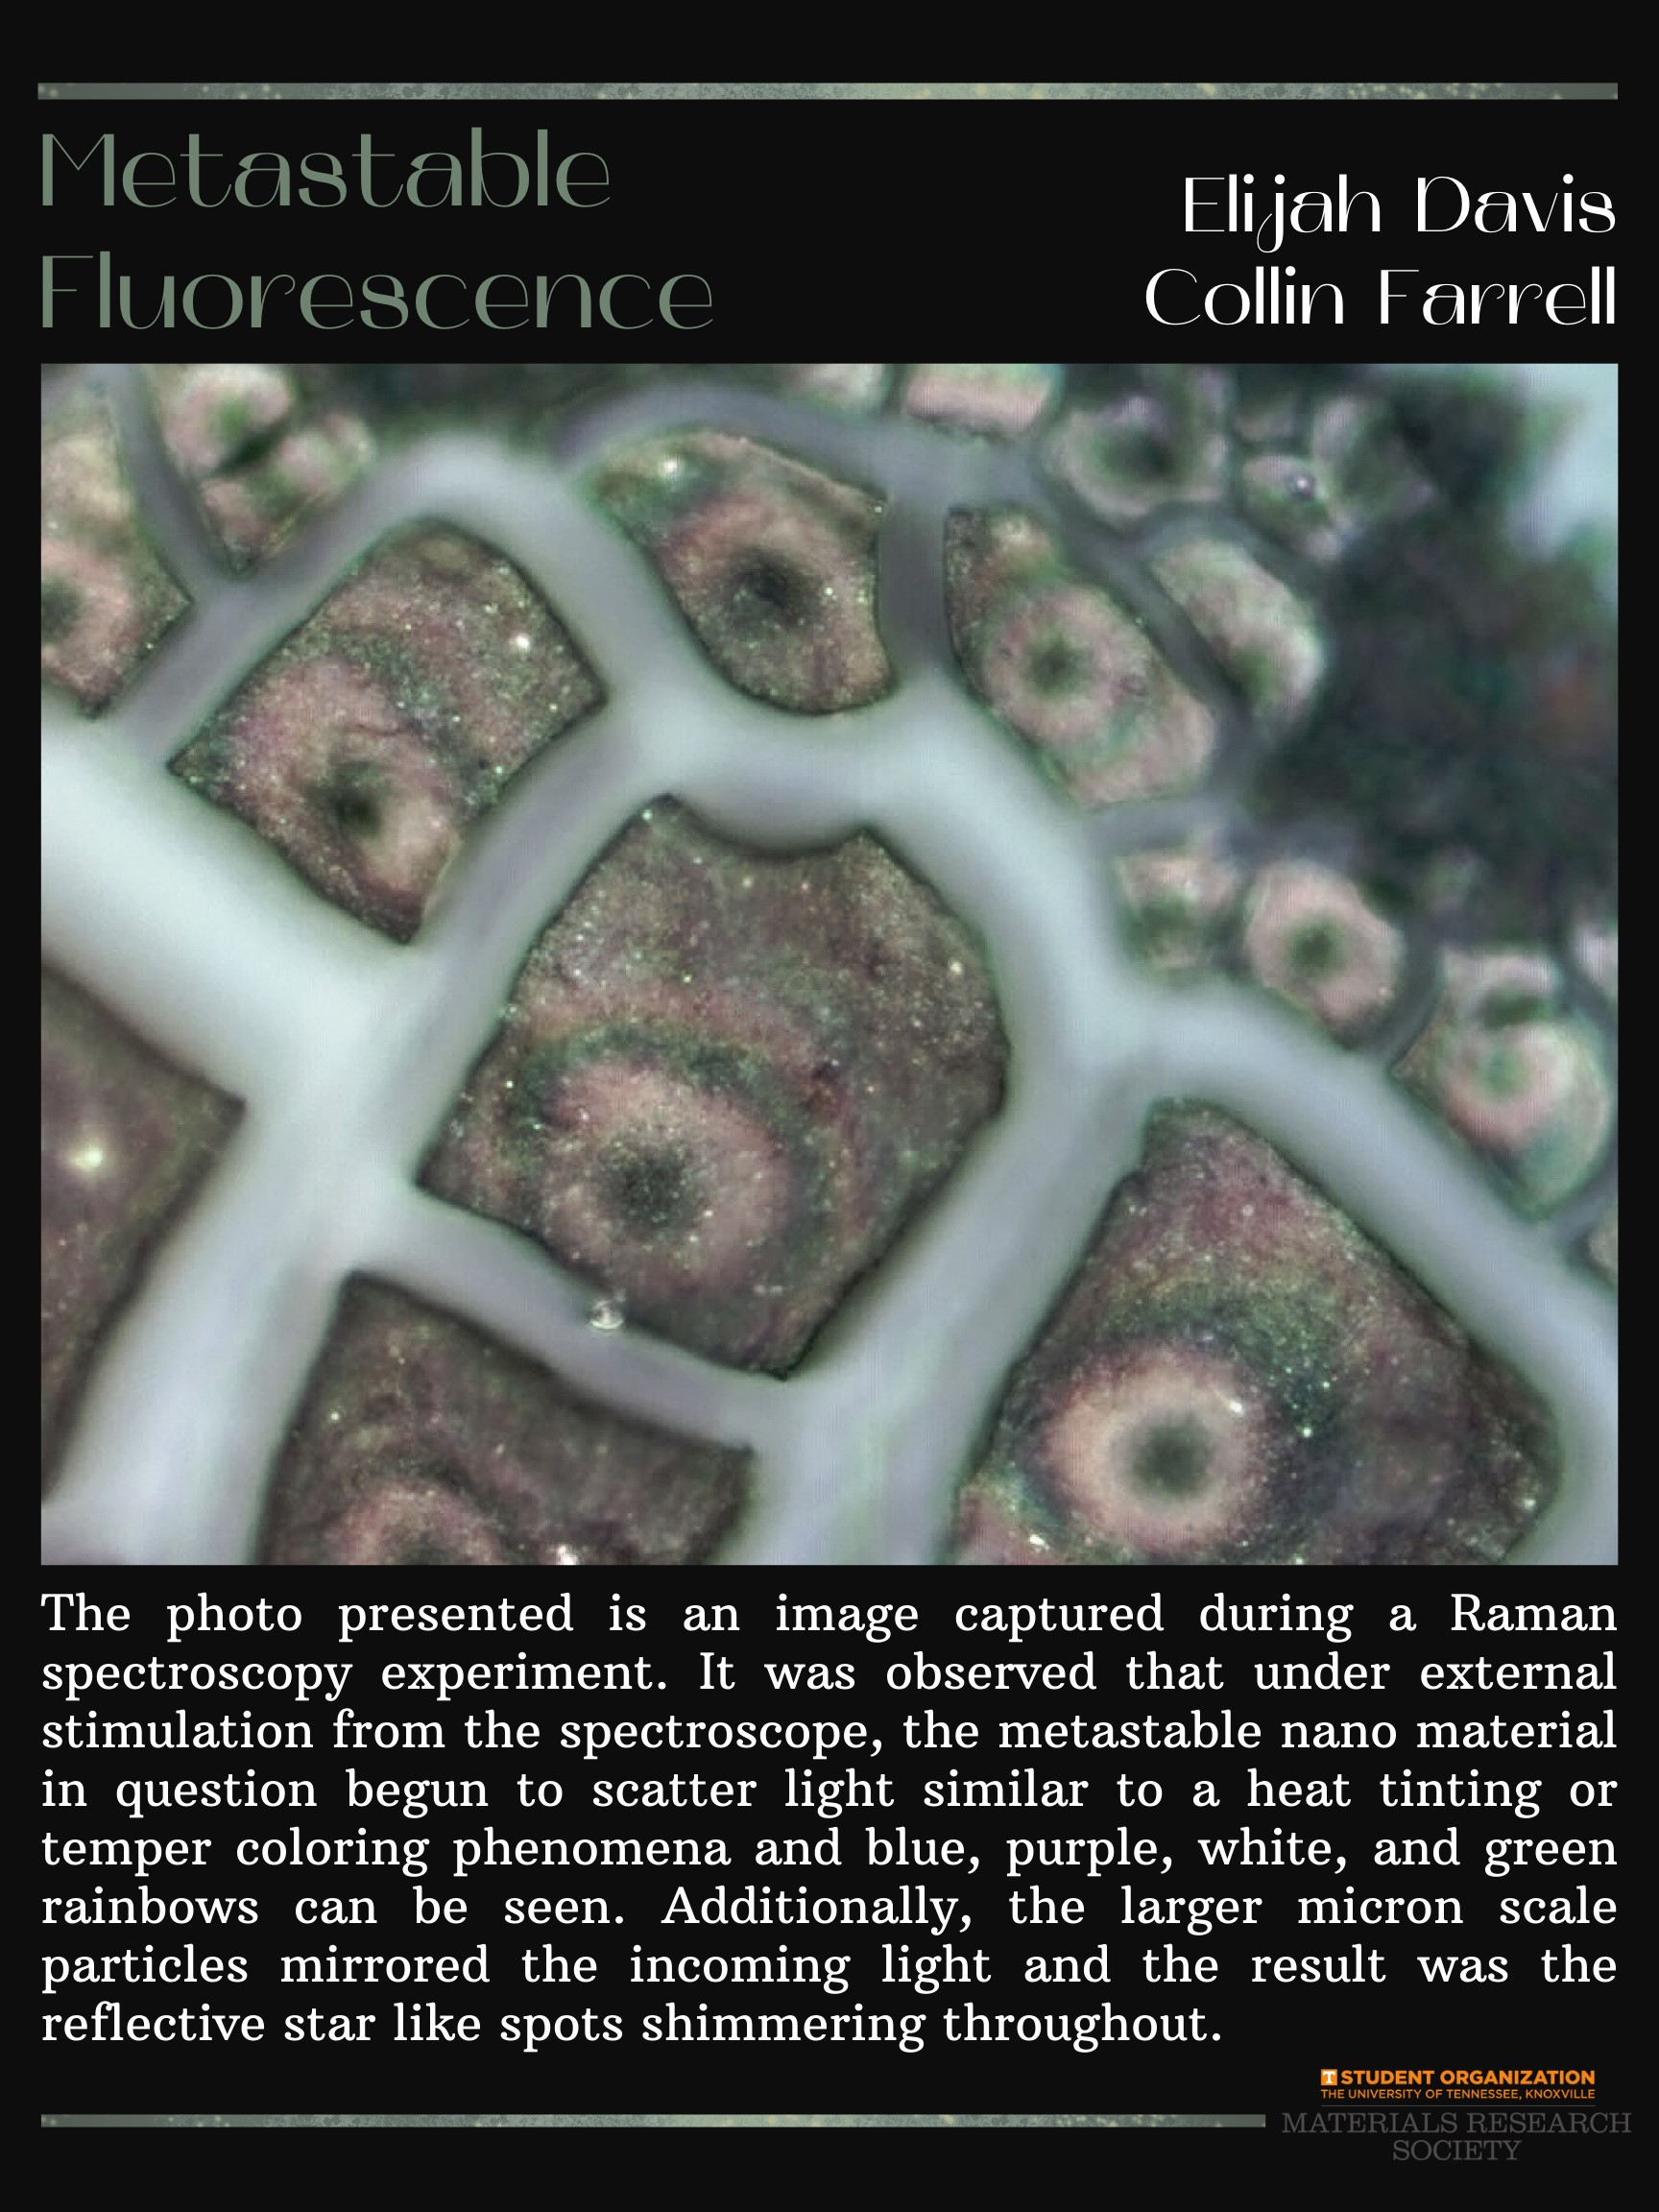 Metastable
Fluorescence
Elijah Davis
Collin Farrell
The photo presented is an image captured during a Raman
spectroscopy experiment. It was observed that under external
stimulation from the spectroscope, the metastable nano material
in question begun to scatter light similar to a heat tinting or
temper coloring phenomena and blue, purple, white, and green
rainbows can be seen. Additionally, the larger micron scale
particles mirrored the incoming light and the result was the
reflective star like spots shimmering throughout.
T STUDENT ORGANIZATION
THE UNIVERSITY OF TENNESSEE, KNOXVILLE
MATERIALS RESEARCH
SOCIETY